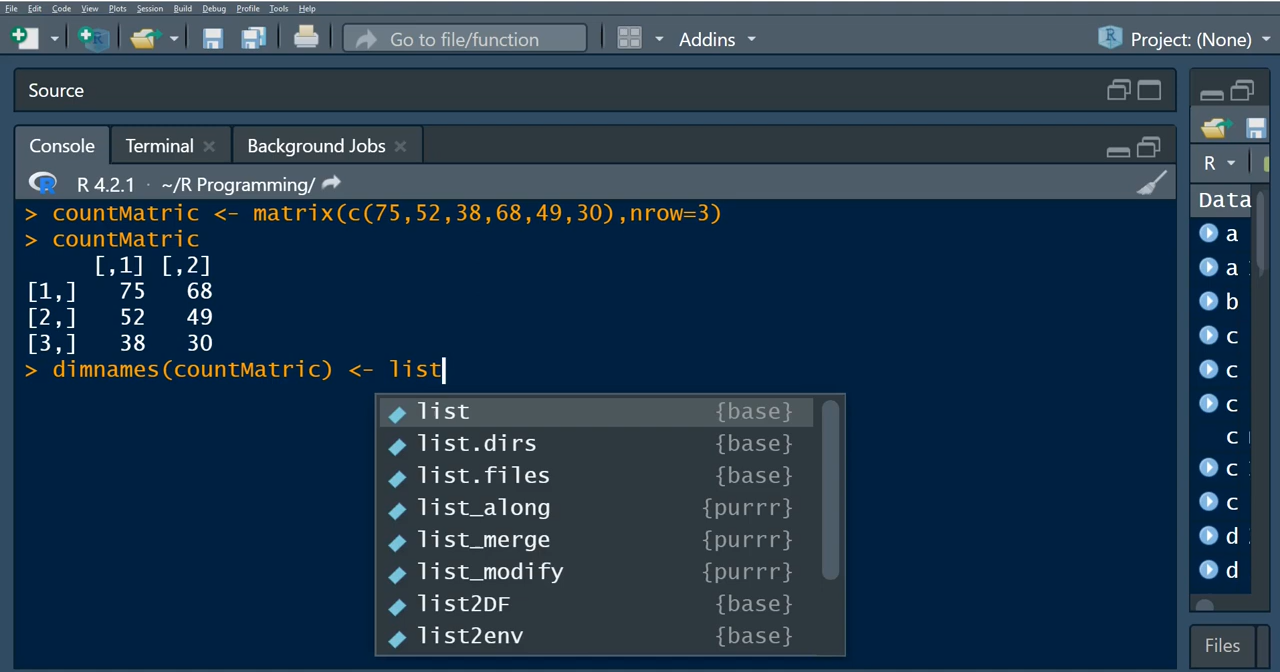 File Edit Code View Plots Session Build Debug Profile Tools Help
R Go to file/function Addins R Project: (None)
Source
Console Terminal Background Jobs
R R 4.2.1 · ~/R Programming/
> countMatric <- matrix(c(75,52,38,68,49,30),nrow=3)
> countMatric
[,1] [,2]
[1,] 75 68
[2,] 52 49
[3,] 38 30
> dimnames(countMatric) <- list
list {base}
list.dirs {base}
list.files {base}
list_along {purrr}
list_merge {purrr}
list_modify {purrr}
list2DF {base}
list2env {base}
R
Data
a
a
b
c
c
c
c
c
c
d
d
Files